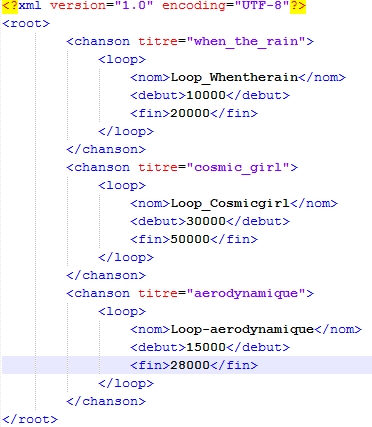 <?xml version="1.0" encoding="UTF-8"?>
<root>
<chanson titre="when_the_rain">
<loop>
<nom>Loop_Whentherain</nom>
<debut>10000</debut>
<fin>20000</fin>
</loop>
</chanson>
<chanson titre="cosmic_girl">
<loop>
<nom>Loop_Cosmicgirl</nom>
<debut>30000</debut>
<fin>50000</fin>
</loop>
</chanson>
<chanson titre="aerodynamique">
<loop>
<nom>Loop-aerodynamique</nom>
<debut>15000</debut>
<fin>28000</fin>
</loop>
</chanson>
</root>